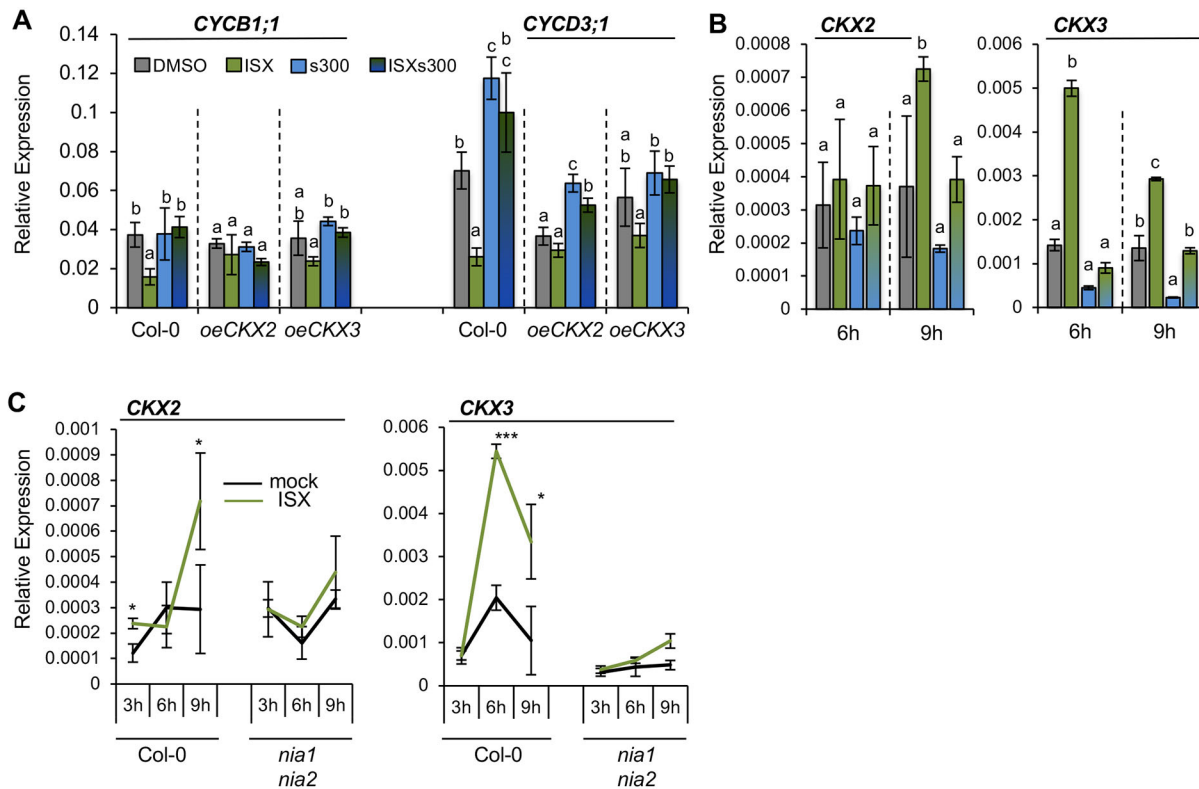 A
CYCB1;1
CYCD3;1
0.14
0.12
0.1
0.08
0.06
0.04
0.02
0
Relative Expression
DMSO ISX s300 ISXs300
b a b b
a a a a
a b a b b
b a c b c
a a c b
a b a b b
Col-0 oeCKX2 oeCKX3 Col-0 oeCKX2 oeCKX3
B
CKX2
0.0008
0.0007
0.0006
0.0005
0.0004
0.0003
0.0002
0.0001
0
Relative Expression
a a a a
a b a a
6h 9h
CKX3
0.006
0.005
0.004
0.003
0.002
0.001
0
a b a a
b c a b
6h 9h
C
CKX2
0.001
0.0009
0.0008
0.0007
0.0006
0.0005
0.0004
0.0003
0.0002
0.0001
0
Relative Expression
mock
ISX
*
*
3h 6h 9h 3h 6h 9h
Col-0 nia1
nia2
CKX3
0.006
0.005
0.004
0.003
0.002
0.001
0
***
*
3h 6h 9h 3h 6h 9h
Col-0 nia1
nia2